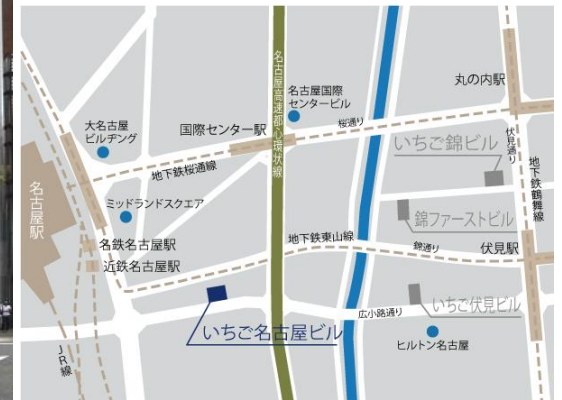 丸の内駅
名古屋国際
センタービル
名古屋高速都心環状線
大名古屋
ビルヂング
国際センター駅
桜通り
地下鉄桜通線
伏見通り
いちご錦ビル
地下鉄鶴舞線
名古屋駅
ミッドランドスクエア
錦ファーストビル
名鉄名古屋駅
近鉄名古屋駅
地下鉄東山線
錦通り
伏見駅
いちご伏見ビル
広小路通り
いちご名古屋ビル
ヒルトン名古屋
JR線